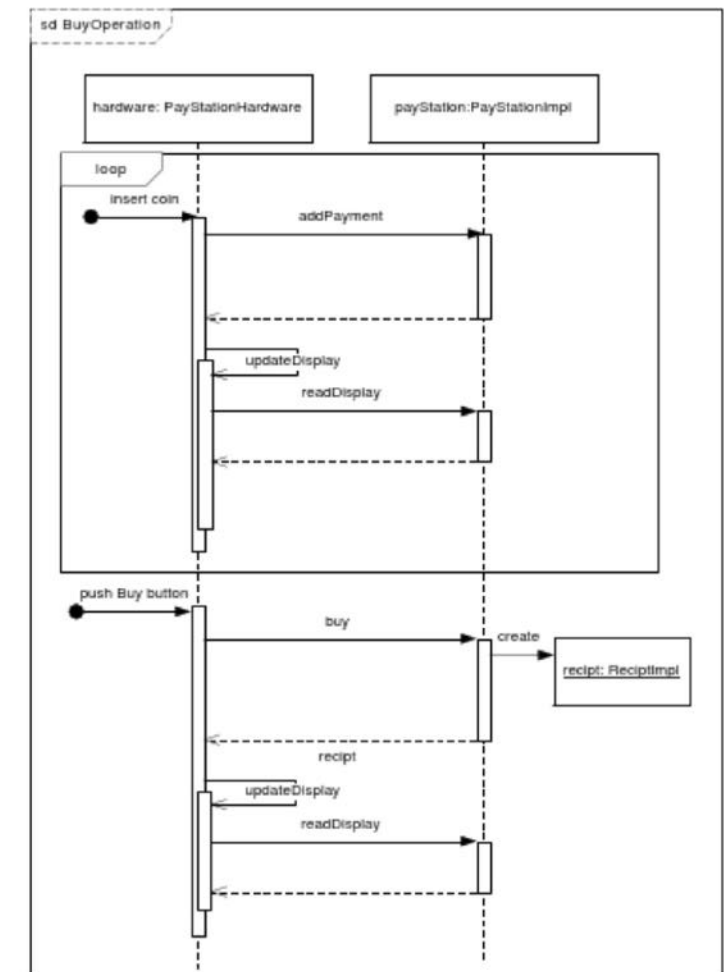 sd BuyOperation
hardware: PayStationHardware
payStation:PayStationImpl
loop
insert coin
addPayment
updateDisplay
readDisplay
push Buy button
buy
create
recipt: ReciptImpl
recipt
updateDisplay
readDisplay